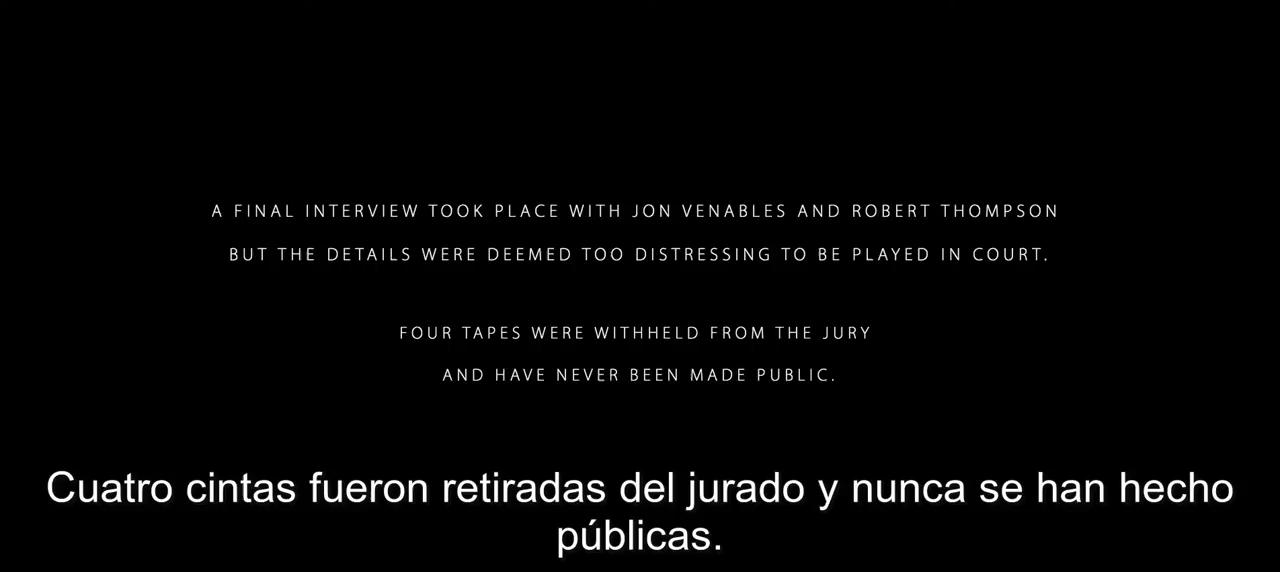 A FINAL INTERVIEW TOOK PLACE WITH JON VENABLES AND ROBERT THOMPSON
BUT THE DETAILS WERE DEEMED TOO DISTRESSING TO BE PLAYED IN COURT.
FOUR TAPES WERE WITHHELD FROM THE JURY
AND HAVE NEVER BEEN MADE PUBLIC.
Cuatro cintas fueron retiradas del jurado y nunca se han hecho
públicas.